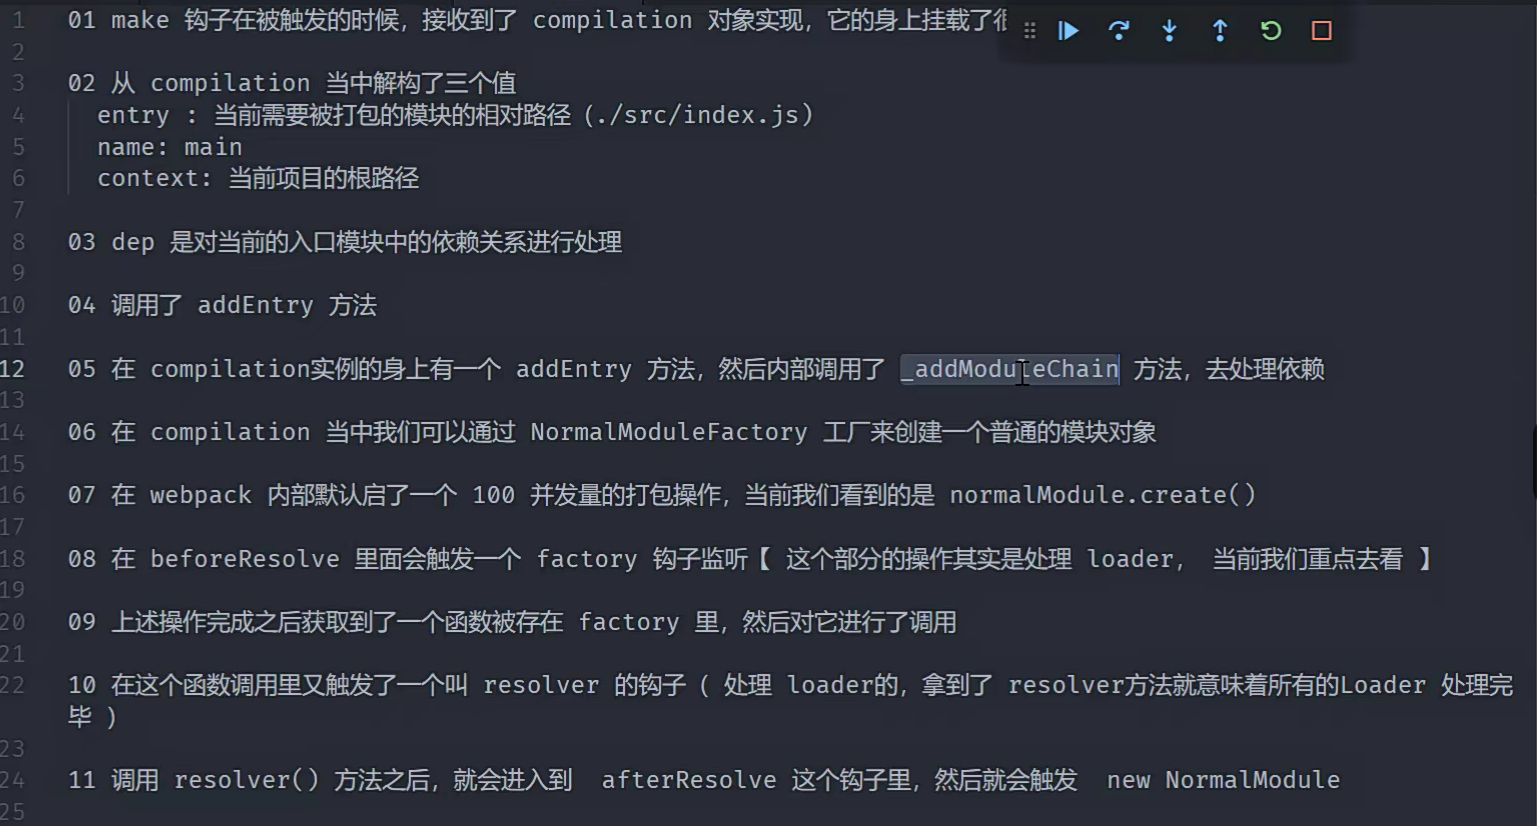 1 01 make 钩子在被触发的时候，接收到了 compilation 对象实现，它的身上挂载了
2
3 02 从 compilation 当中解构了三个值
4 entry : 当前需要被打包的模块的相对路径（./src/index.js）
5 name: main
6 context: 当前项目的根路径
7
8 03 dep 是对当前的入口模块中的依赖关系进行处理
9
10 04 调用了 addEntry 方法
11
12 05 在 compilation实例的身上有一个 addEntry 方法，然后内部调用了 _addModuleChain 方法，去处理依赖
13
14 06 在 compilation 当中我们可以通过 NormalModuleFactory 工厂来创建一个普通的模块对象
15
16 07 在 webpack 内部默认启了一个 100 并发量的打包操作，当前我们看到的是 normalModule.create()
17
18 08 在 beforeResolve 里面会触发一个 factory 钩子监听【 这个部分的操作其实是处理 loader， 当前我们重点去看 】
19
20 09 上述操作完成之后获取到了一个函数被存在 factory 里，然后对它进行了调用
21
22 10 在这个函数调用里又触发了一个叫 resolver 的钩子（ 处理 loader的，拿到了 resolver方法就意味着所有的Loader 处理完
毕 ）
23
24 11 调用 resolver() 方法之后，就会进入到 afterResolve 这个钩子里，然后就会触发 new NormalModule
25